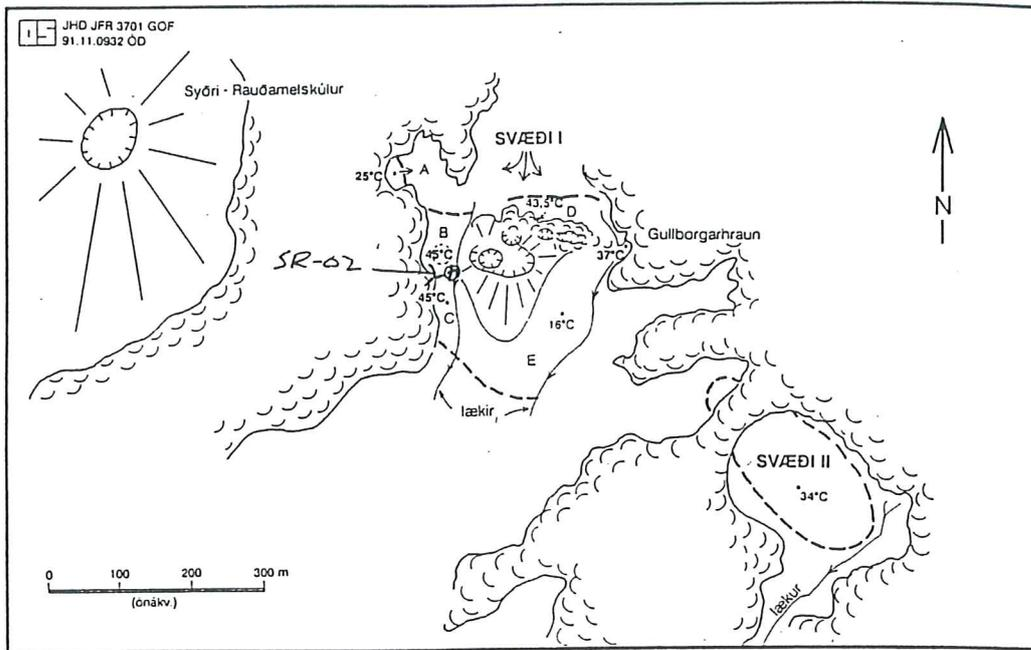 OS JHD JFR 3701 GOF
91.11.0932 ÓD
Syðri - Rauðamelskúlur
SVÆÐI I
25°C
A
43,5°C
D
N
B
Gullborgarhraun
45°C
37°C
SR-02
45°C
C
16°C
E
lækir
SVÆÐI II
34°C
0 100 200 300 m
(ónákv.)
lækur